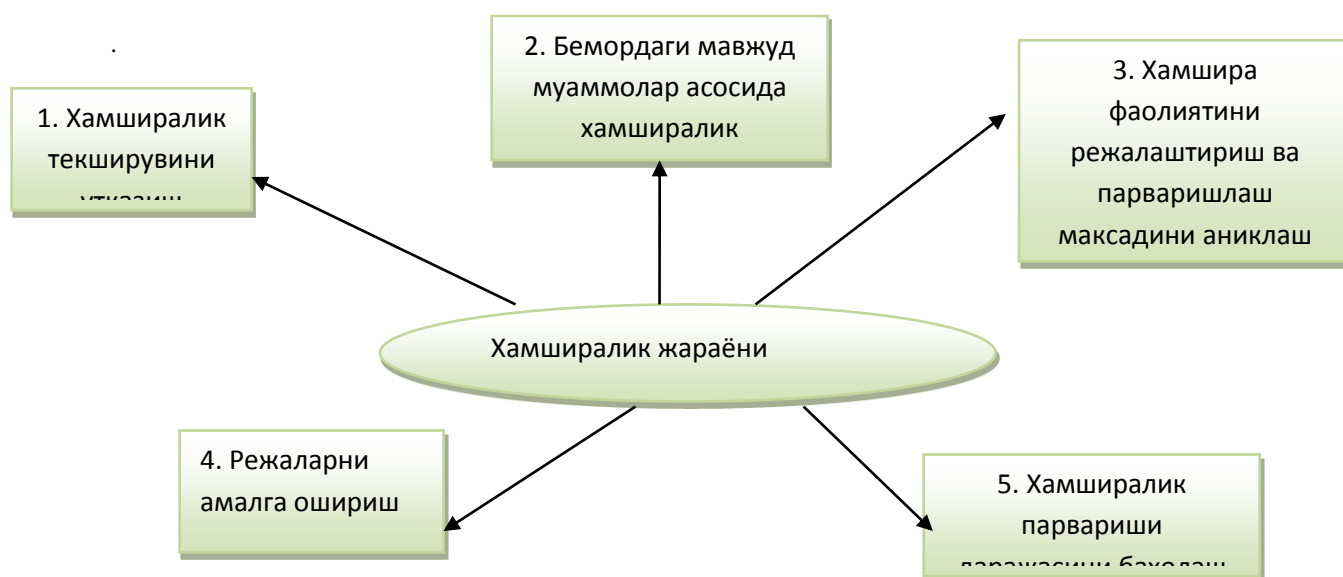 1. Хамширалик
текширувини
2. Бемордаги мавжуд
муаммолар асосида
хамширалик
3. Хамшира
фаолиятини
режалаштириш ва
парваришлаш
максадини аниклаш
Хамширалик жараёни
4. Режаларни
амалга ошириш
5. Хамширалик
парвариши